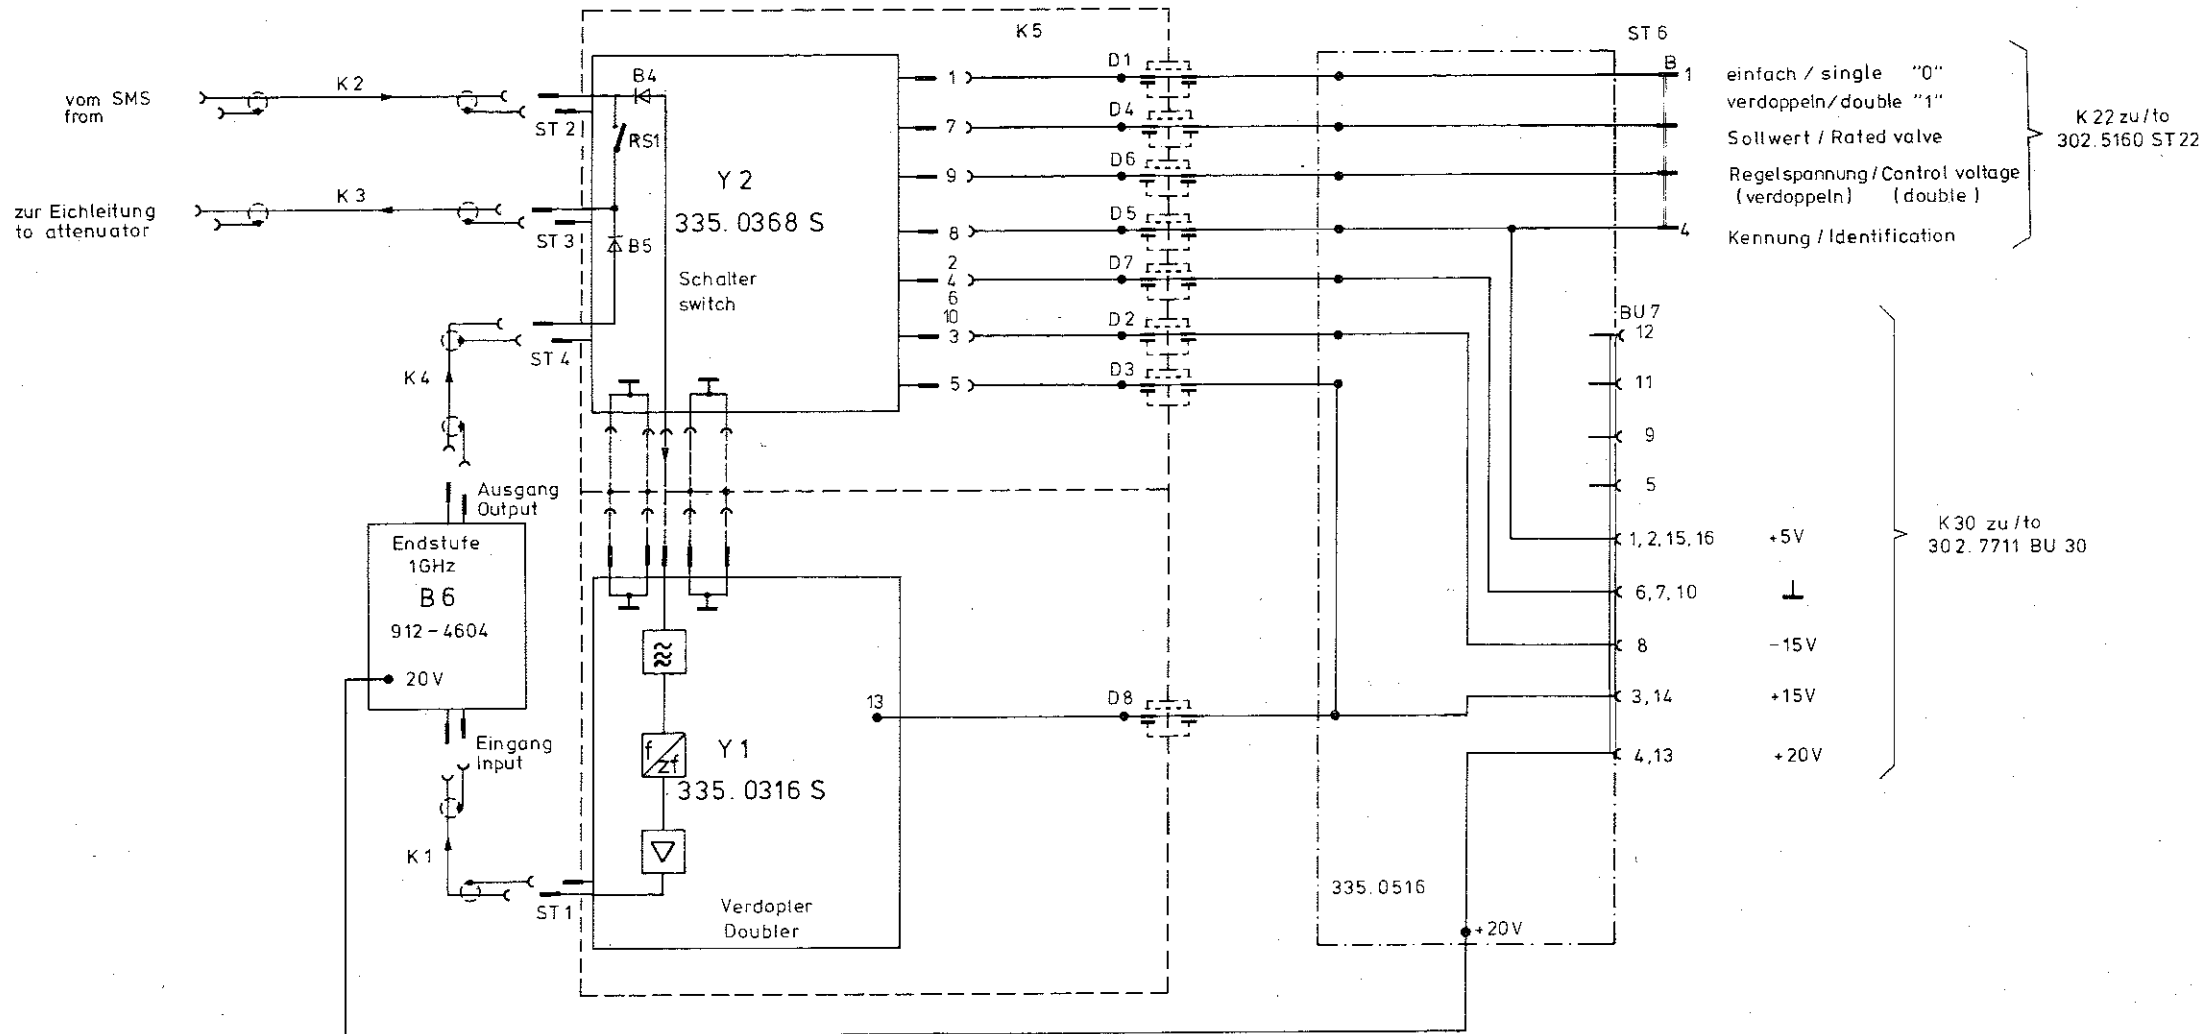 K5
ST 6
vom SMS
from
K2
ST 2
B4
RS1
zur Eichleitung
to attenuator
K3
ST 3
B5
Y 2
335.0368 S
Schalter
switch
K4
ST 4
1
7
9
8
2
4
6
10
3
5
D1
D4
D6
D5
D7
D2
D3
B
1
4
einfach / single "0"
verdoppeln/double "1"
Sollwert / Rated valve
Regelspannung/Control voltage
(verdoppeln) (double)
Kennung / Identification
K 22 zu/to
302.5160 ST22
BU 7
12
11
9
5
1, 2, 15, 16 +5V
6, 7, 10
8 -15V
3, 14 +15V
4, 13 +20V
K 30 zu/to
302.7711 BU 30
Ausgang
Output
Endstufe
1GHz
B 6
912-4604
20V
Eingang
Input
K1
ST 1
f
zf
13
Y 1
335.0316 S
Verdopler
Doubler
D8
335.0516
+20V